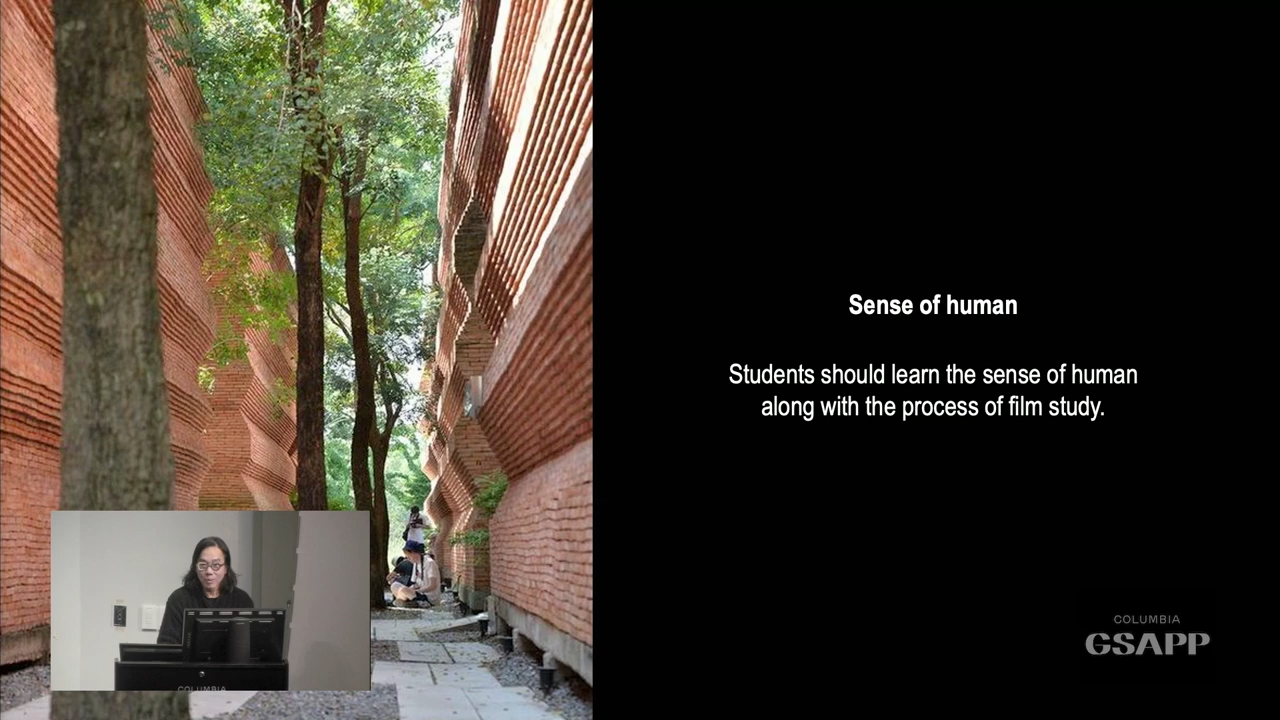 Sense of human
Students should learn the sense of human
along with the process of film study.
COLUMBIA
GSAPP
COLUMBIA